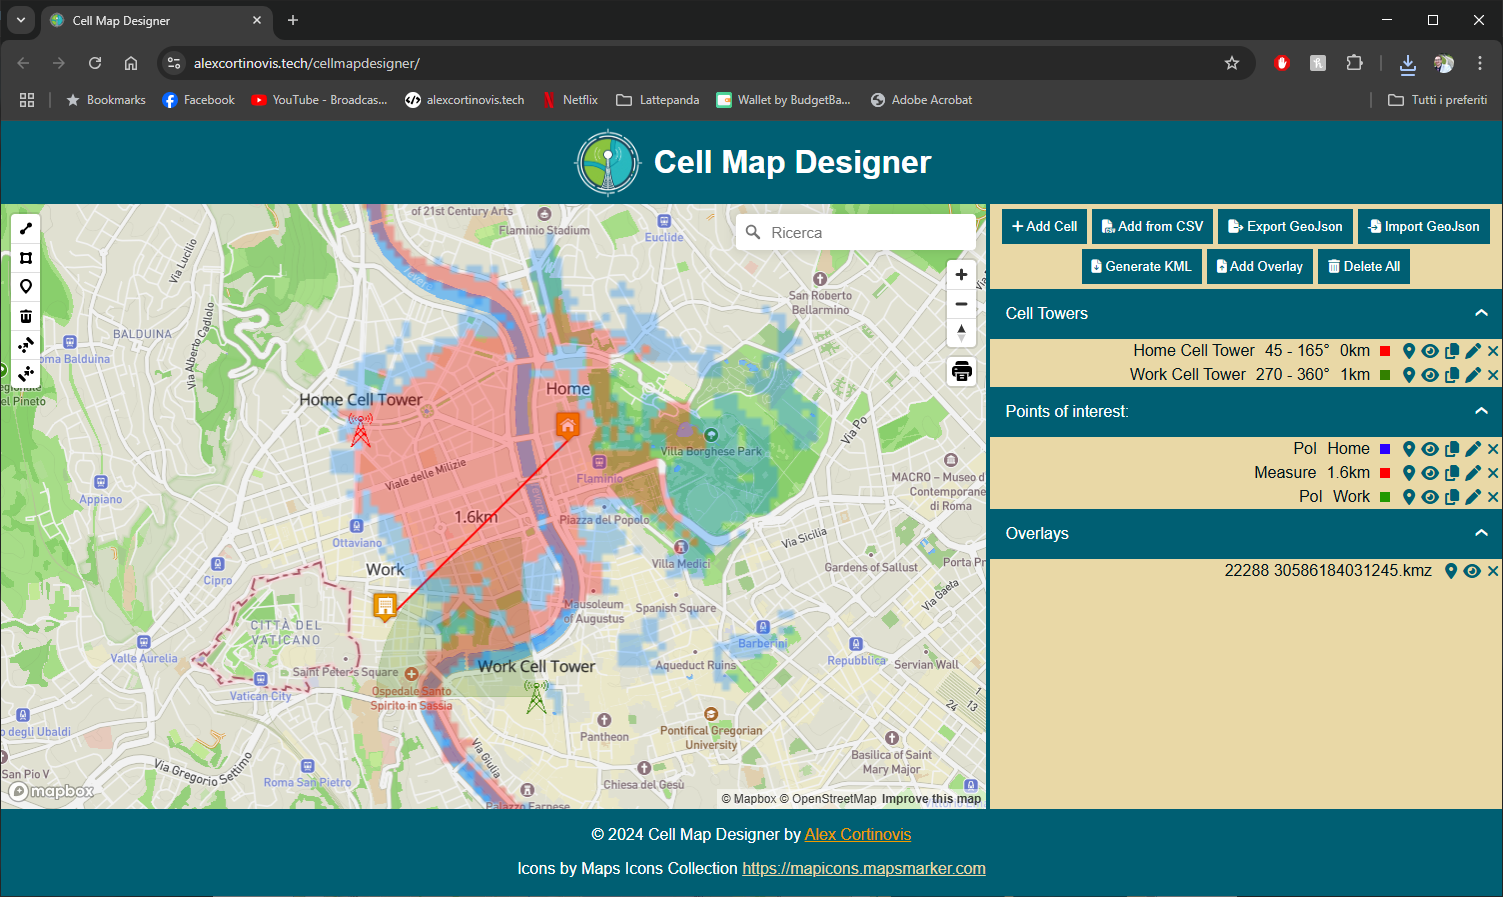 Cell Map Designer
alexcortinovis.tech/cellmapdesigner/
Bookmarks
Facebook
YouTube - Broadcas...
alexcortinovis.tech
Netflix
Lattepanda
Wallet by BudgetBa...
Adobe Acrobat
Tutti i preferiti
Cell Map Designer
Ricerca
of 21st Century Arts
Flaminio Stadium
Euclide
Via Lucilio
San Roberto
Bellarmino
BALDUINA
Via Alberto Cadlolo
oma Balduina
el Pineto
Home
Home Cell Tower
Via Po
Villa Borghese Park
Viale delle Milizie
Flaminio
MACRO – Museo d
Contemporane
di Roma
Appiano
Tevere
1.6km
Piazza del Popolo
Ottaviano
Via Sicilia
Villa Medici
Gardens of Sallust
Porta P
Cipro
Work
Via Gaeta
Mausoleum
of Augustus
Spanish Square
CITTÀ DEL
VATICANO
Barberini
Repubblica
Valle Aurelia
Saint Peter's Square
Work Cell Tower
Aqueduct Ruins
Servian Wall
Vatican City
Ospedale Santo
Spirito in Sassia
1
24
13
o degli Ubaldi
Pantheon
Pontifical Gregorian
University
Via Giulia
Basilica of Saint
Mary Major
San Pio V
Via Gregorio Settimo
Roma San Pietro
Chiesa del Gesù
Palazzo Farnese
mapbox
© Mapbox © OpenStreetMap Improve this map
Add Cell
Add from CSV
Export GeoJson
Import GeoJson
Generate KML
Add Overlay
Delete All
Cell Towers
Home Cell Tower 45 - 165° 0km
Work Cell Tower 270 - 360° 1km
Points of interest:
PoI Home
Measure 1.6km
PoI Work
Overlays
22288 30586184031245.kmz
© 2024 Cell Map Designer by Alex Cortinovis
Icons by Maps Icons Collection https://mapicons.mapsmarker.com